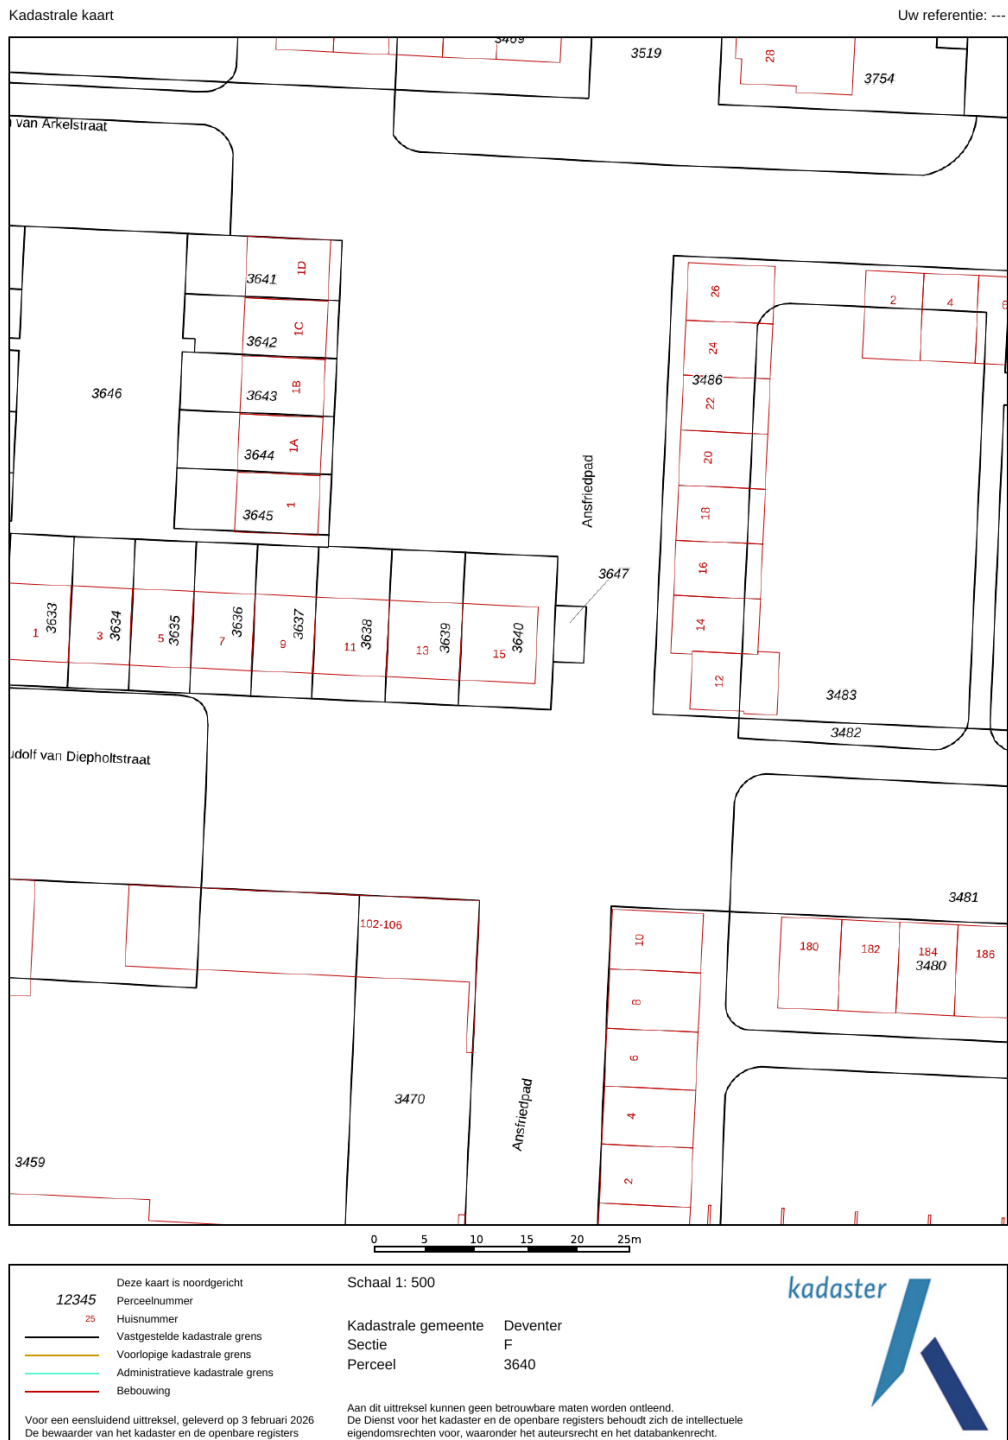 Kadastrale kaart
Uw referentie: ---
3519
28
3754
van Arkelstraat
3641
1D
3642
1C
3643
1B
3644
1A
3645
1
3646
26
24
3486
22
20
18
16
14
12
2
4
Ansfriedpad
3647
1
3633
3
3634
5
3635
7
3636
9
3637
11
3638
13
3639
15
3640
3483
3482
van Diepholtstraat
102-106
3481
10
180
182
184
186
3480
8
6
4
2
3470
Ansfriedpad
3459
0 5 10 15 20 25m
Deze kaart is noordgericht
12345 Perceelnummer
25 Huisnummer
Vastgestelde kadastrale grens
Voorlopige kadastrale grens
Administratieve kadastrale grens
Bebouwing
Voor een eensluidend uittreksel, geleverd op 3 februari 2026
De bewaarder van het kadaster en de openbare registers
Schaal 1: 500
Kadastrale gemeente Deventer
Sectie F
Perceel 3640
Aan dit uittreksel kunnen geen betrouwbare maten worden ontleend.
De Dienst voor het kadaster en de openbare registers behoudt zich de intellectuele
eigendomsrechten voor, waaronder het auteursrecht en het databankenrecht.
kadaster